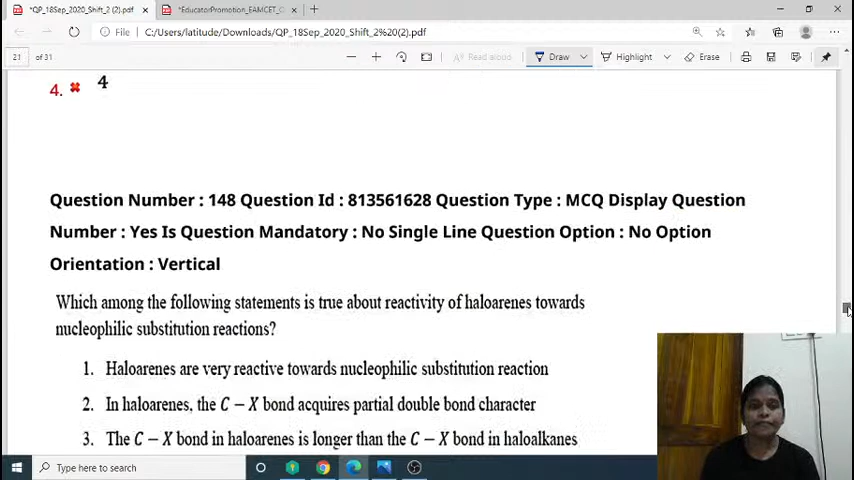 *QP_18Sep_2020_Shift_2 (2).pdf
*EducatorPromotion_EAMCET_
File
C:/Users/latitude/Downloads/QP_18Sep_2020_Shift_2%20(2).pdf
21 of 31
Read aloud
Draw
Highlight
Erase
4. 4
Question Number : 148 Question Id : 813561628 Question Type : MCQ Display Question
Number : Yes Is Question Mandatory : No Single Line Question Option : No Option
Orientation : Vertical
Which among the following statements is true about reactivity of haloarenes towards
nucleophilic substitution reactions?
1. Haloarenes are very reactive towards nucleophilic substitution reaction
2. In haloarenes, the C – X bond acquires partial double bond character
3. The C – X bond in haloarenes is longer than the C – X bond in haloalkanes
Type here to search